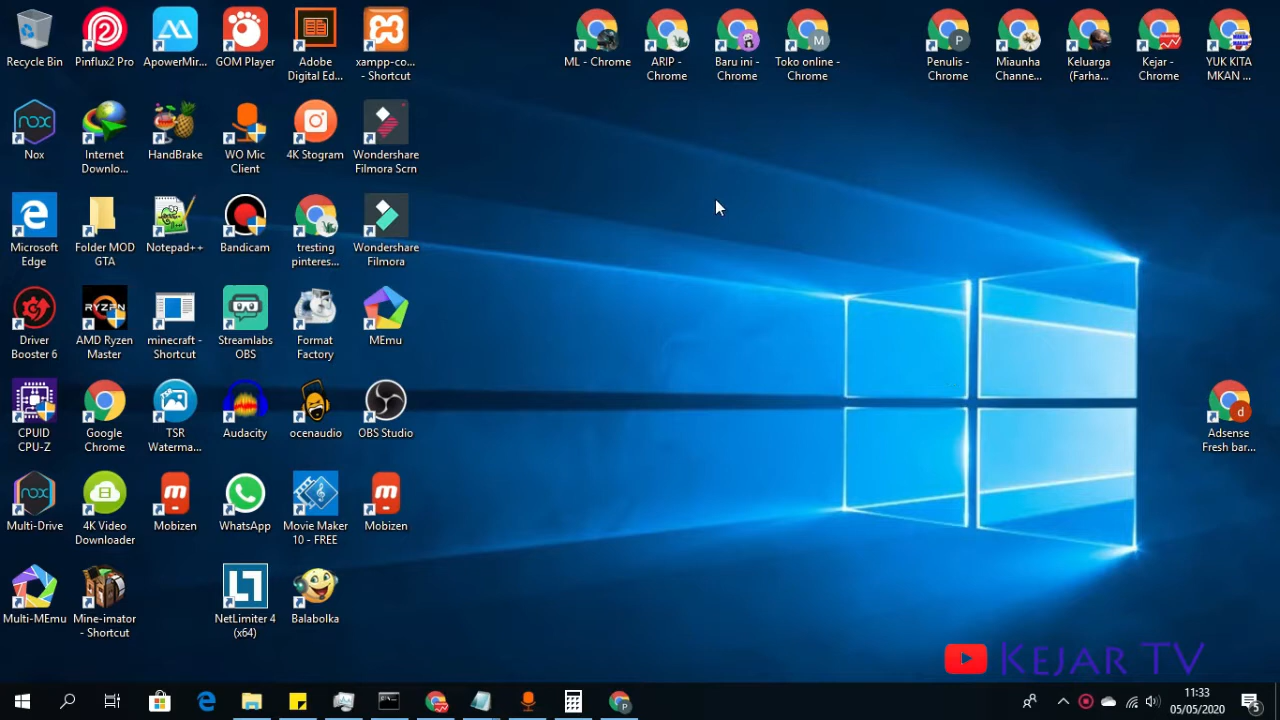 Recycle Bin
Pinflux2 Pro
ApowerMir...
GOM Player
Adobe
Digital Ed...
xampp-co...
- Shortcut
ML - Chrome
ARIP -
Chrome
Baru ini -
Chrome
M
Toko online -
Chrome
P
Penulis -
Chrome
Miaunha
Channe...
Keluarga
(Farha...
Kejar -
Chrome
YUK KITA
MKAN ...
nox
Nox
Internet
Downlo...
HandBrake
WO Mic
Client
4K Stogram
Wondershare
Filmora Scrn
Microsoft
Edge
Folder MOD
GTA
Notepad++
Bandicam
tresting
pinteres...
Wondershare
Filmora
Driver
Booster 6
RYZEN
AMD Ryzen
Master
minecraft -
Shortcut
Streamlabs
OBS
Format
Factory
MEmu
CPUID
CPU-Z
Google
Chrome
TSR
Waterma...
Audacity
ocenaudio
OBS Studio
d
Adsense
Fresh bar...
nox
Multi-Drive
4K Video
Downloader
m
Mobizen
WhatsApp
Movie Maker
10 - FREE
m
Mobizen
Multi-MEmu
Mine-imator
- Shortcut
NetLimiter 4
(x64)
Balabolka
KEJAR TV
P
11:33
05/05/2020
5